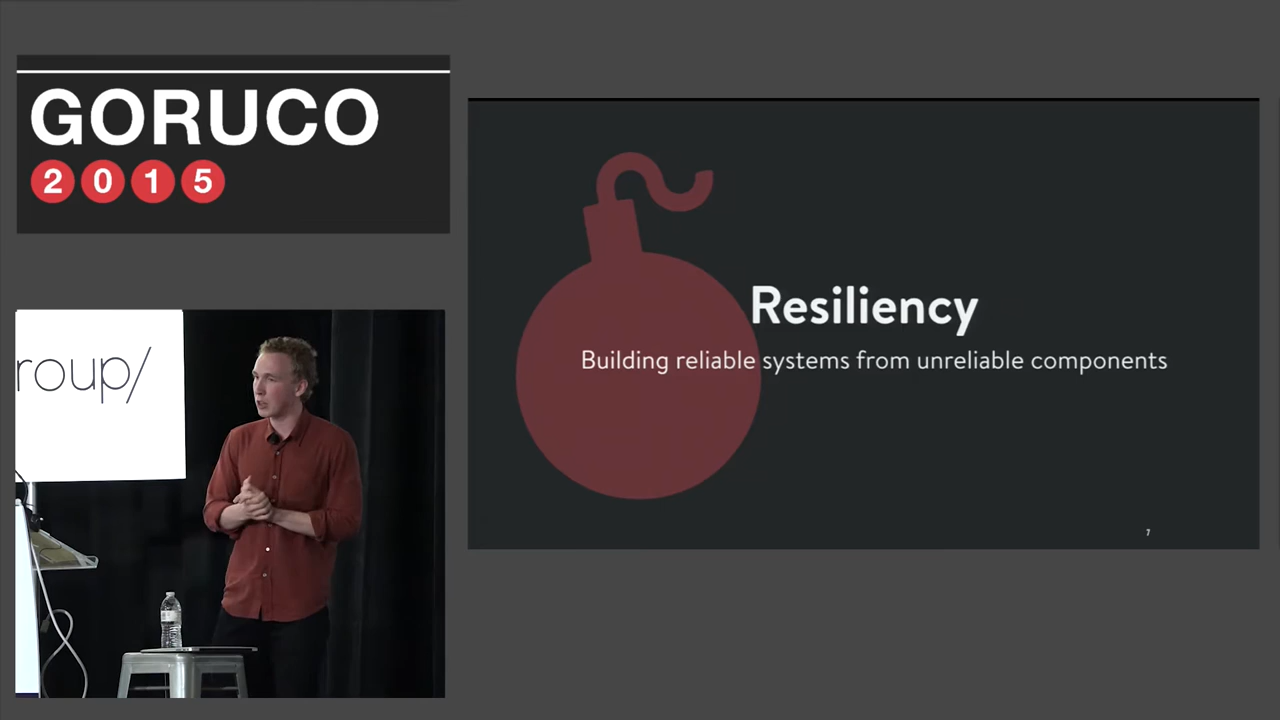 GORUCO
2015
roup/
Resiliency
Building reliable systems from unreliable components
7